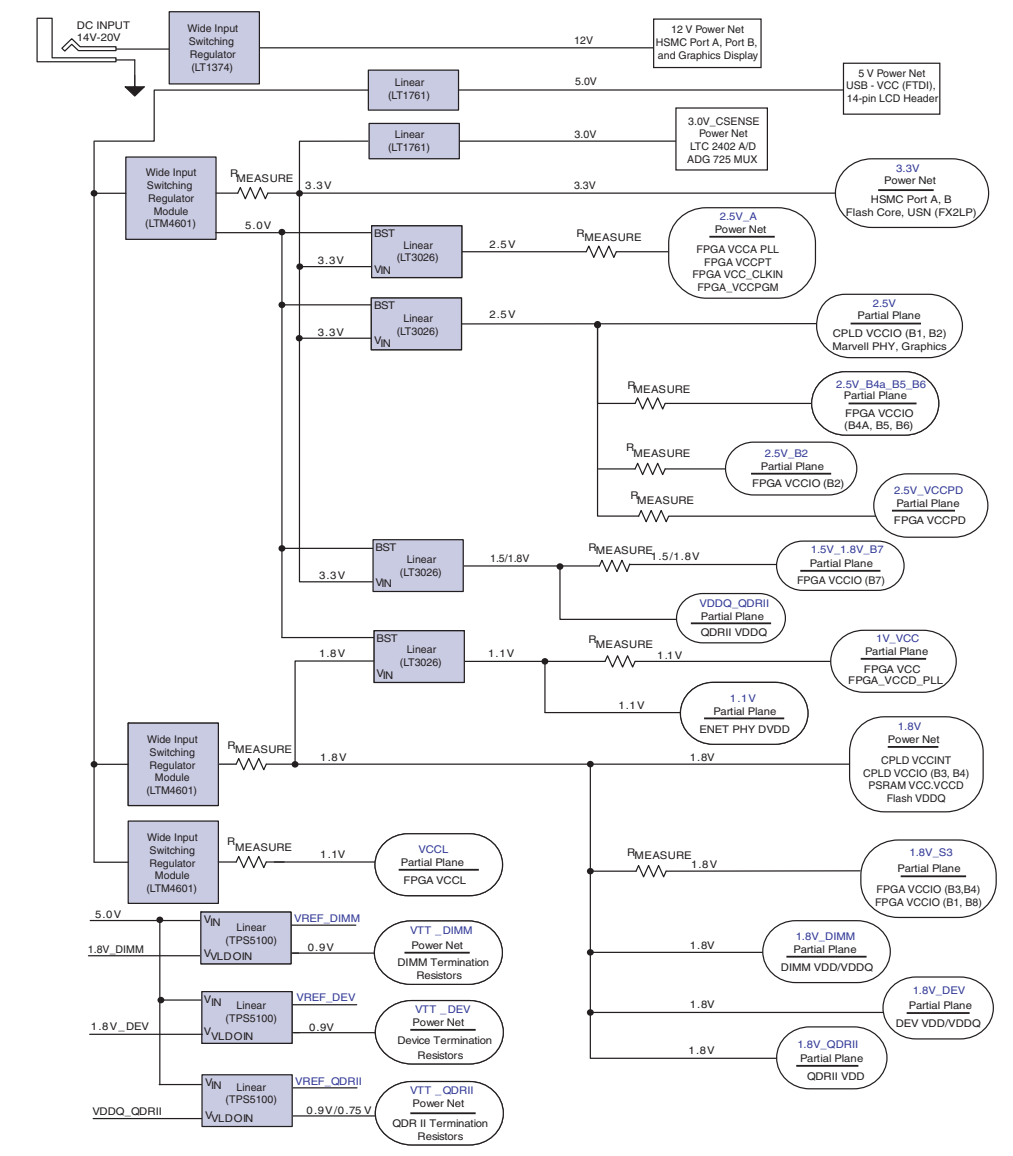 DC INPUT
14V-20V
Wide Input
Switching
Regulator
(LT1374)
12V
12 V Power Net
HSMC Port A, Port B,
and Graphics Display
Linear
(LT1761)
5.0V
5 V Power Net
USB - VCC (FTDI),
14-pin LCD Header
Linear
(LT1761)
3.0V
3.0V_CSENSE
Power Net
LTC 2402 A/D
ADG 725 MUX
Wide Input
Switching
Regulator
Module
(LTM4601)
RMEASURE
3.3V
3.3V
3.3V
Power Net
HSMC Port A, B
Flash Core, USN (FX2LP)
5.0V
BST
Linear
(LT3026)
VIN
3.3V
2.5V
RMEASURE
2.5V_A
Power Net
FPGA VCCA PLL
FPGA VCCPT
FPGA VCC_CLKIN
FPGA_VCCPGM
BST
Linear
(LT3026)
VIN
3.3V
2.5V
2.5V
Partial Plane
CPLD VCCIO (B1, B2)
Marvell PHY, Graphics
RMEASURE
2.5V_B4a_B5_B6
Partial Plane
FPGA VCCIO
(B4A, B5, B6)
RMEASURE
2.5V_B2
Partial Plane
FPGA VCCIO (B2)
RMEASURE
2.5V_VCCPD
Partial Plane
FPGA VCCPD
BST
Linear
(LT3026)
VIN
3.3V
1.5/1.8V
RMEASURE
1.5/1.8V
1.5V_1.8V_B7
Partial Plane
FPGA VCCIO (B7)
VDDQ_QDRII
Partial Plane
QDRII VDDQ
BST
Linear
(LT3026)
VIN
1.8V
1.1V
RMEASURE
1.1V
1V_VCC
Partial Plane
FPGA VCC
FPGA_VCCD_PLL
1.1V
1.1V
Partial Plane
ENET PHY DVDD
Wide Input
Switching
Regulator
Module
(LTM4601)
RMEASURE
1.8V
1.8V
1.8V
Power Net
CPLD VCCINT
CPLD VCCIO (B3, B4)
PSRAM VCC.VCCD
Flash VDDQ
Wide Input
Switching
Regulator
Module
(LTM4601)
RMEASURE
1.1V
VCCL
Partial Plane
FPGA VCCL
RMEASURE
1.8V
1.8V_S3
Partial Plane
FPGA VCCIO (B3,B4)
FPGA VCCIO (B1, B8)
5.0V
1.8V_DIMM
VIN
Linear
(TPS5100)
VVLDOIN
VREF_DIMM
0.9V
VTT _DIMM
Power Net
DIMM Termination
Resistors
1.8V
1.8V_DIMM
Partial Plane
DIMM VDD/VDDQ
1.8V_DEV
VIN
Linear
(TPS5100)
VVLDOIN
VREF_DEV
0.9V
VTT _DEV
Power Net
Device Termination
Resistors
1.8V
1.8V_DEV
Partial Plane
DEV VDD/VDDQ
1.8V
1.8V_QDRII
Partial Plane
QDRII VDD
VDDQ_QDRII
VIN
Linear
(TPS5100)
VVLDOIN
VREF_QDRII
0.9V/0.75 V
VTT _QDRII
Power Net
QDR II Termination
Resistors